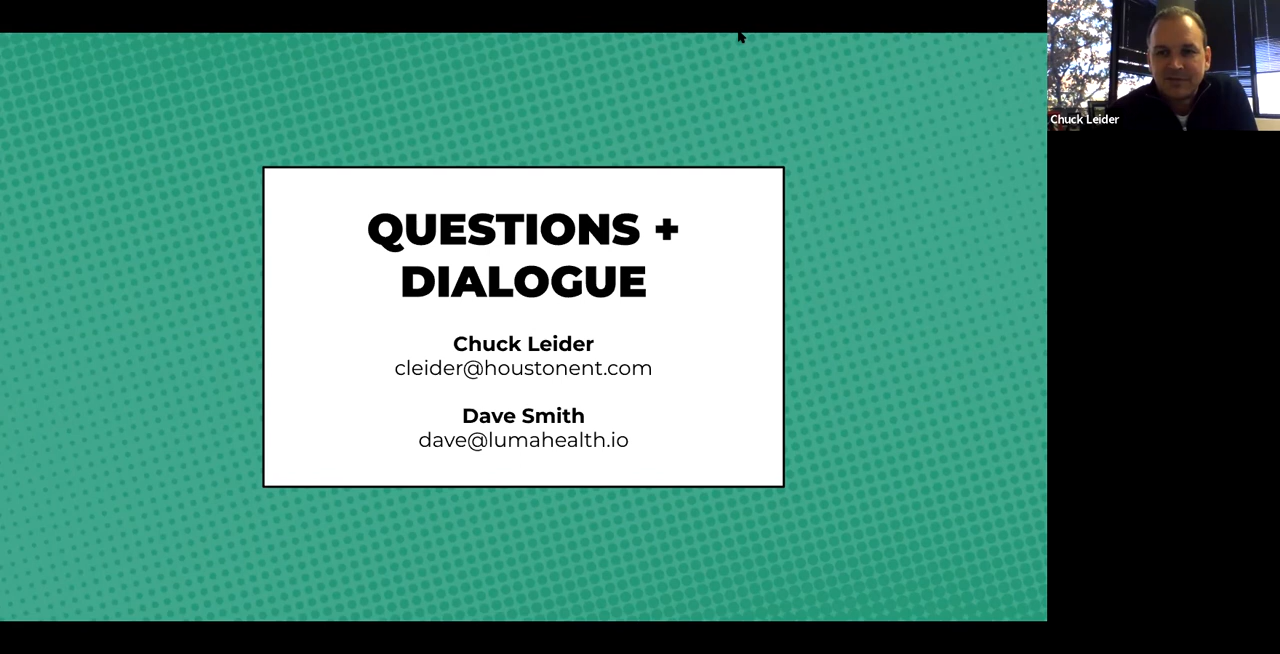 QUESTIONS +
DIALOGUE
Chuck Leider
cleider@houstonent.com
Dave Smith
dave@lumahealth.io
Chuck Leider